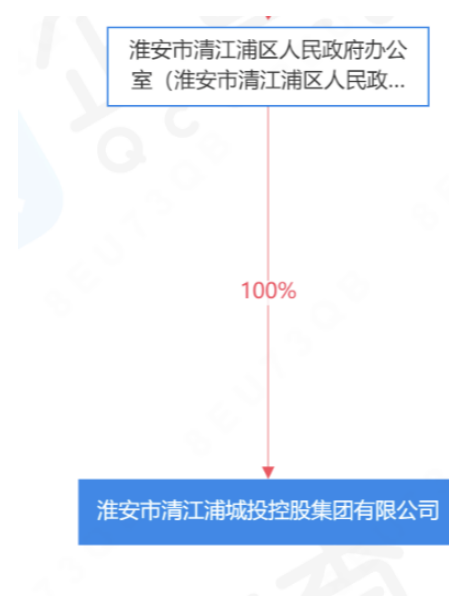 淮安市清江浦区人民政府办公
室（淮安市清江浦区人民政...
100%
淮安市清江浦城投控股集团有限公司